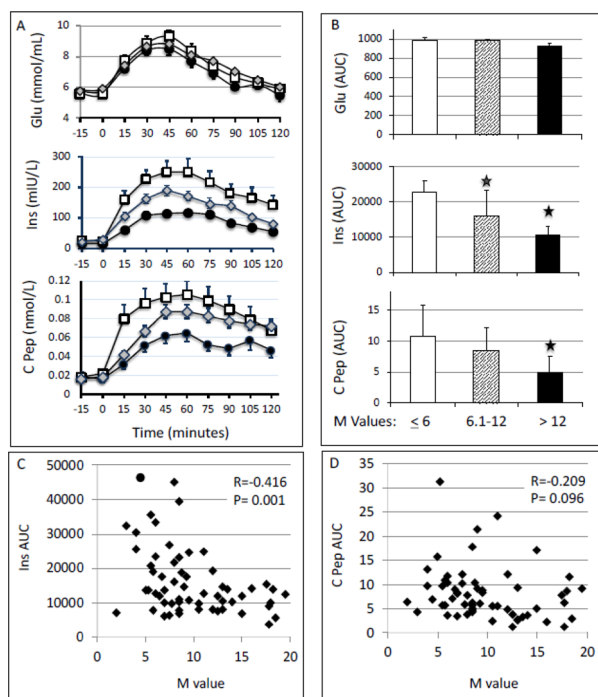 A
Glu (mmol/mL)
10
8
6
4
-15 0 15 30 45 60 75 90 105 120
Ins (mIU/L)
300
200
100
0
-15 0 15 30 45 60 75 90 105 120
C Pep (nmol/L)
0.12
0.1
0.08
0.06
0.04
0.02
0
-15 0 15 30 45 60 75 90 105 120
Time (minutes)
B
Glu (AUC)
1000
800
600
400
200
0
Ins (AUC)
30000
20000
10000
0
C Pep (AUC)
15
10
5
0
M Values: ≤ 6 6.1-12 > 12
C
Ins AUC
50000
40000
30000
20000
10000
0
R=-0.416
P= 0.001
0 5 10 15 20
M value
D
C Pep AUC
35
30
25
20
15
10
5
0
R=-0.209
P= 0.096
0 5 10 15 20
M value